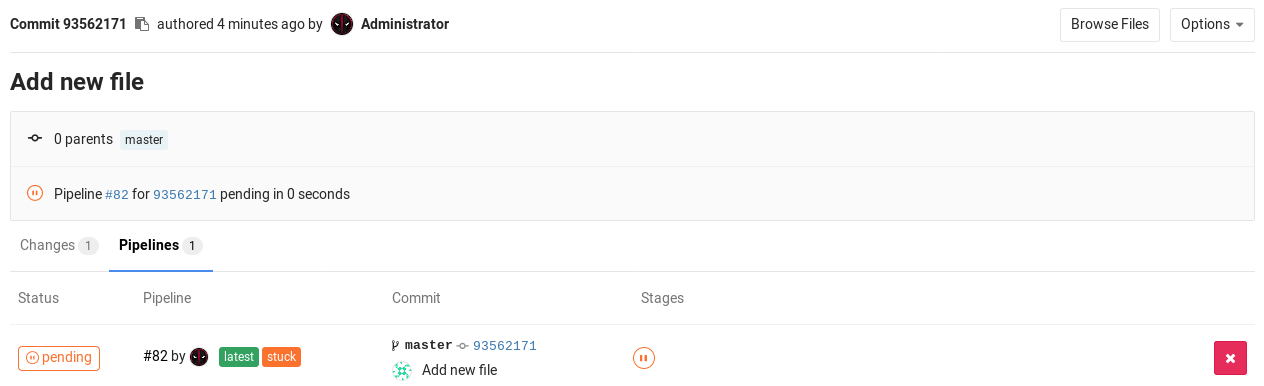 Commit 93562171 authored 4 minutes ago by Administrator Browse Files Options
Add new file
0 parents master
Pipeline #82 for 93562171 pending in 0 seconds
Changes 1 Pipelines 1
Status Pipeline Commit Stages
pending #82 by latest stuck master 93562171
Add new file